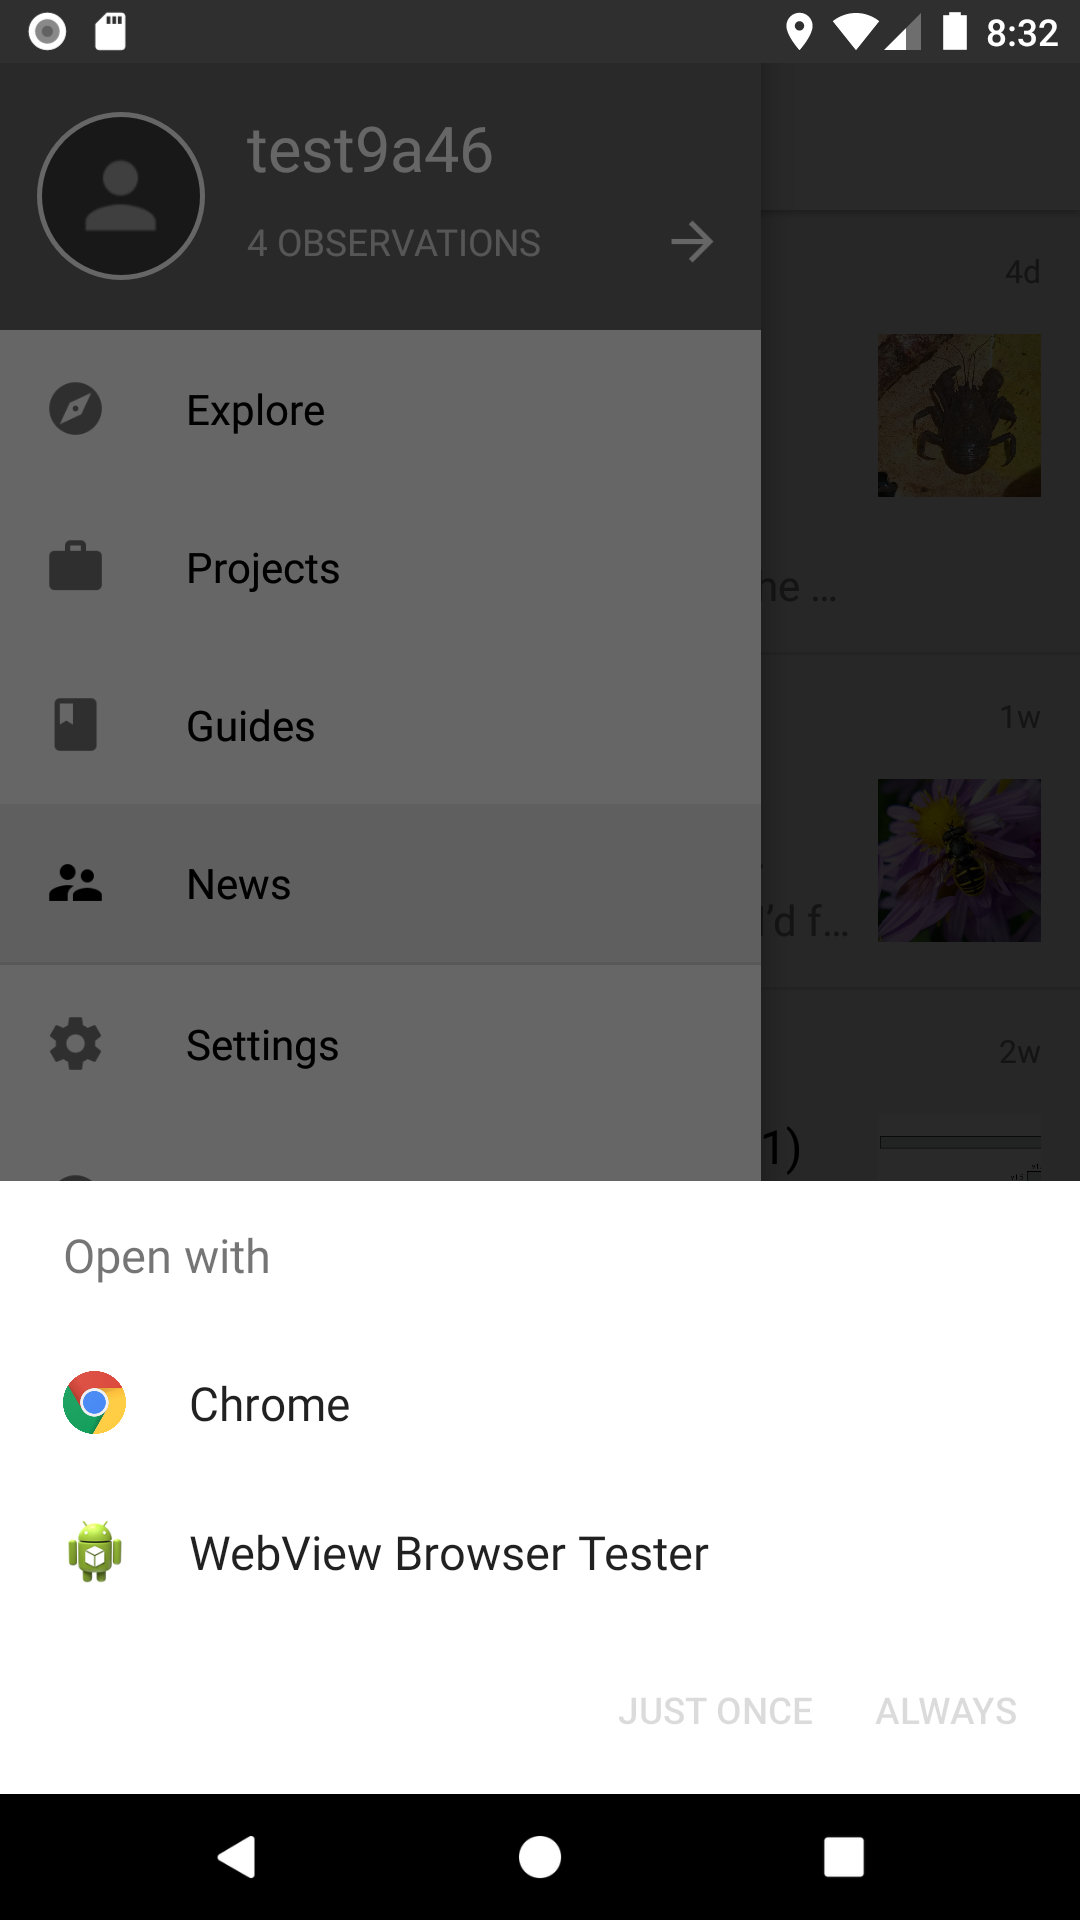 8:32
test9a46
4 OBSERVATIONS
4d
Explore
Projects
he ...
Guides
1w
News
I'd f...
Settings
2w
1)
Open with
Chrome
WebView Browser Tester
JUST ONCE
ALWAYS